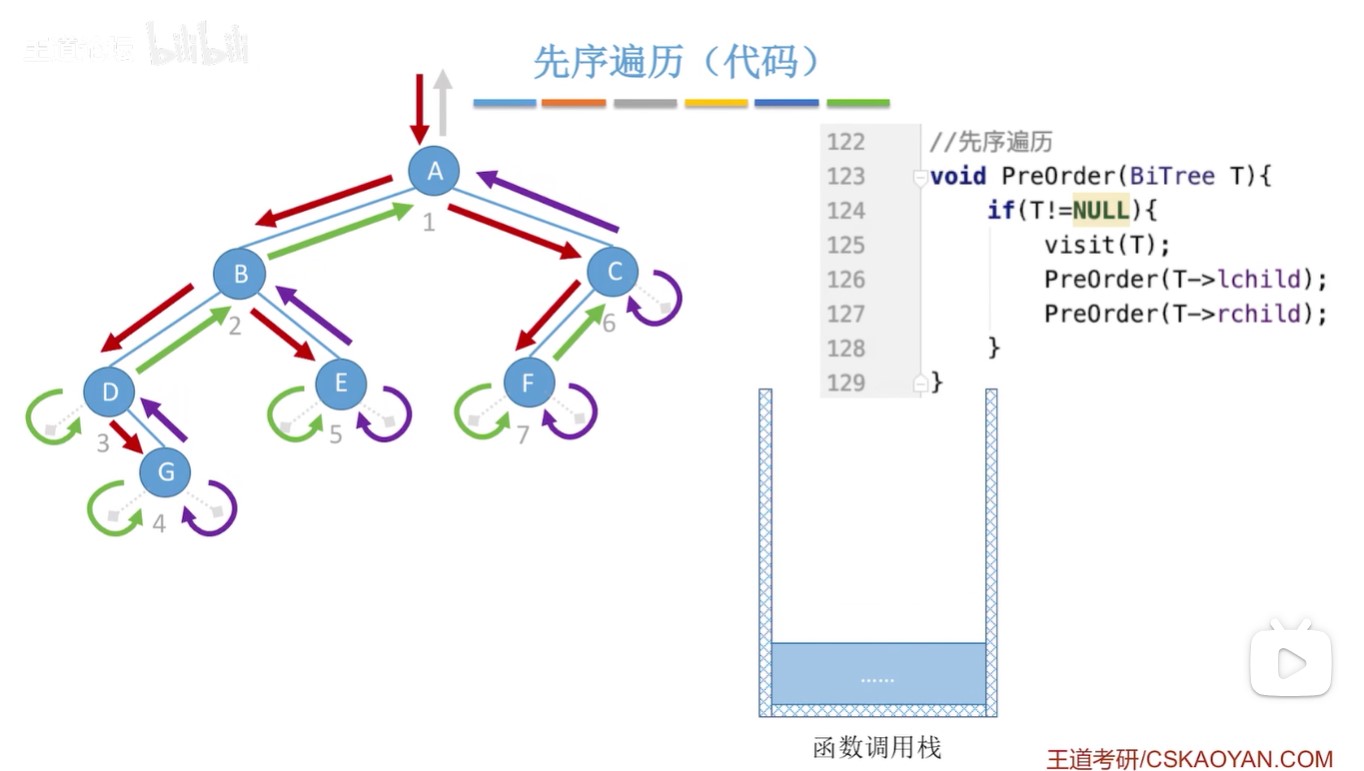 王道论坛 bilibili
先序遍历（代码）
A
1
B
C
2
6
D
E
F
3
5
7
G
4
122 //先序遍历
123 void PreOrder(BiTree T){
124 if(T!=NULL){
125 visit(T);
126 PreOrder(T->lchild);
127 PreOrder(T->rchild);
128 }
129 }
......
函数调用栈
王道考研/CSKAOYAN.COM